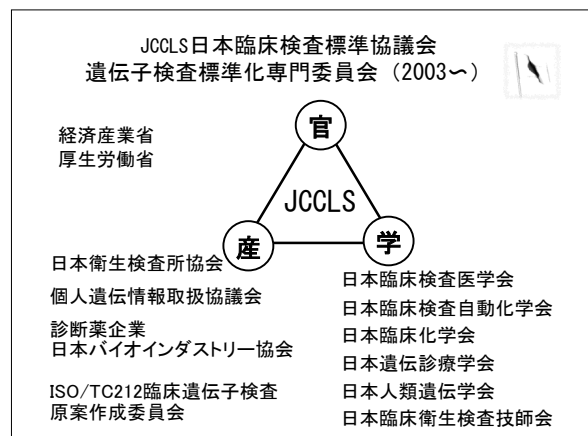 JCCLS日本臨床検査標準協議会
遺伝子検査標準化専門委員会（2003～）
経済産業省
厚生労働省
官
JCCLS
産
学
日本衛生検査所協会
個人遺伝情報取扱協議会
診断薬企業
日本バイオインダストリー協会
ISO/TC212臨床遺伝子検査
原案作成委員会
日本臨床検査医学会
日本臨床検査自動化学会
日本臨床化学会
日本遺伝診療学会
日本人類遺伝学会
日本臨床衛生検査技師会